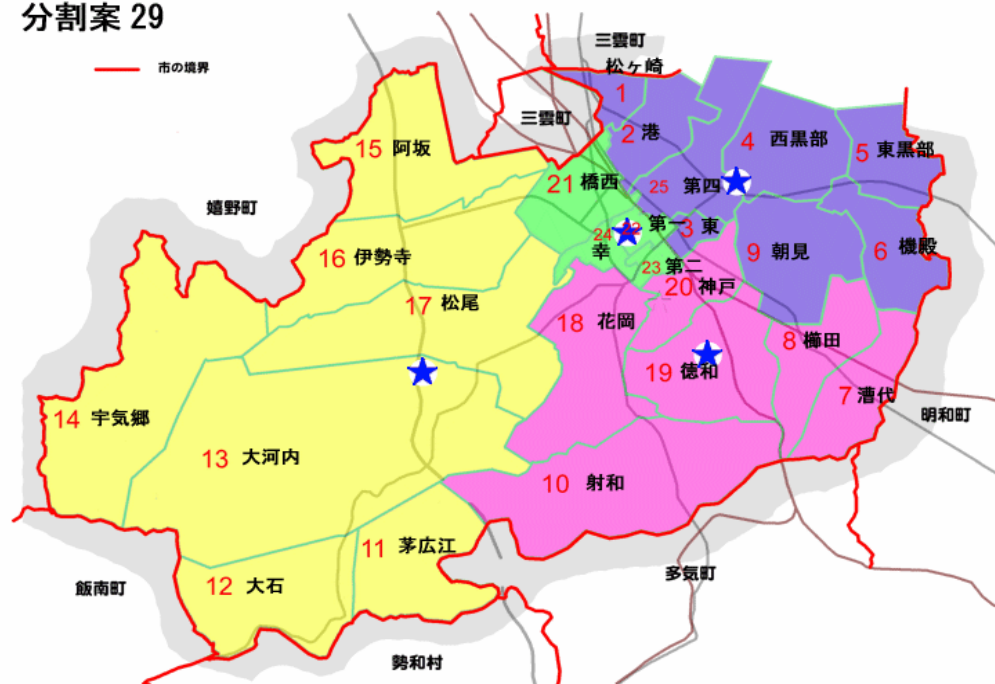 分割案 29
市の境界
三雲町
松ヶ崎
1
三雲町
2 港
4 西黒部
5 東黒部
15 阿坂
21 橋西
25 第四
嬉野町
22 第一
3 東
24
幸
16 伊勢寺
9 朝見
6 機殿
23 第二
20 神戸
17 松尾
18 花岡
8 櫛田
19 徳和
7 漕代
14 宇気郷
明和町
13 大河内
10 射和
11 茅広江
12 大石
飯南町
多気町
勢和村